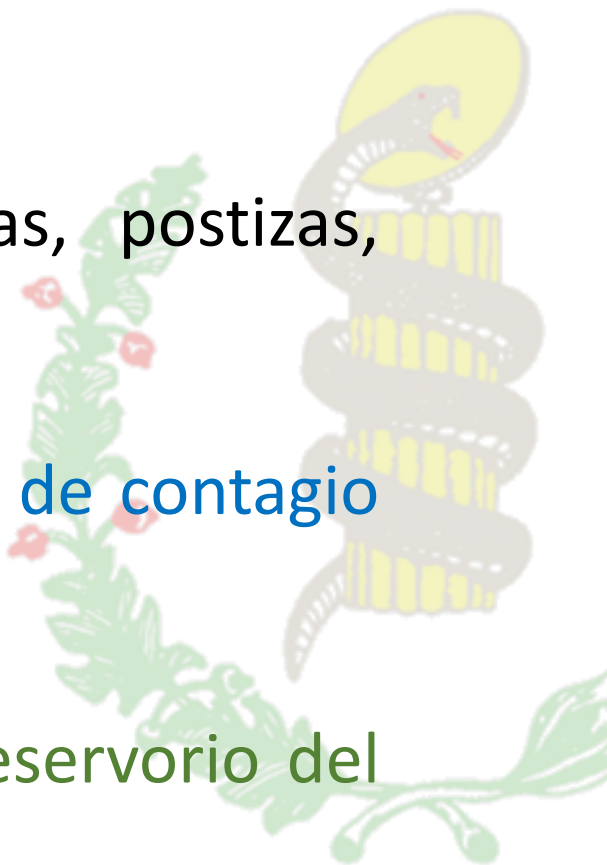 as, postizas,
de contagio
eservorio del